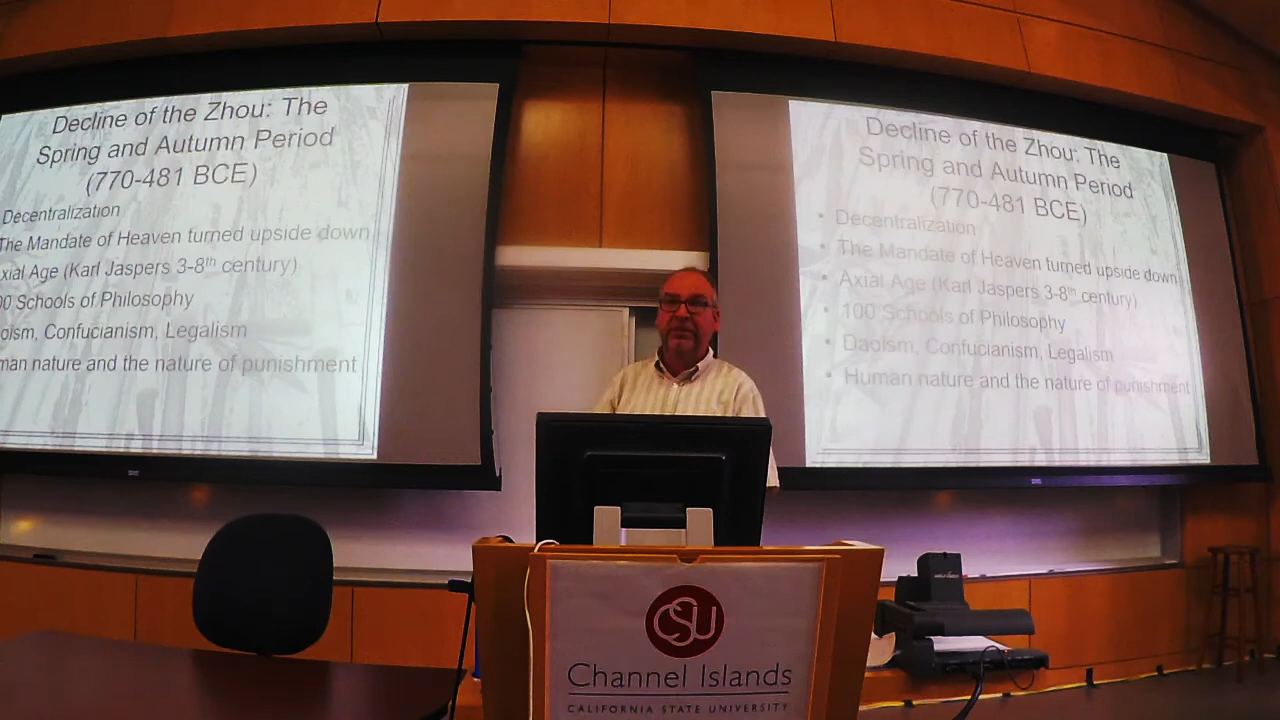 Decline of the Zhou: The
Spring and Autumn Period
(770-481 BCE)
Decentralization
The Mandate of Heaven turned upside down
xial Age (Karl Jaspers 3-8th century)
00 Schools of Philosophy
oism, Confucianism, Legalism
man nature and the nature of punishment
Decline of the Zhou: The
Spring and Autumn Period
(770-481 BCE)
• Decentralization
• The Mandate of Heaven turned upside down
• Axial Age (Karl Jaspers 3-8th century)
• 100 Schools of Philosophy
• Daoism, Confucianism, Legalism
• Human nature and the nature of punishment
CSU
Channel Islands
CALIFORNIA STATE UNIVERSITY